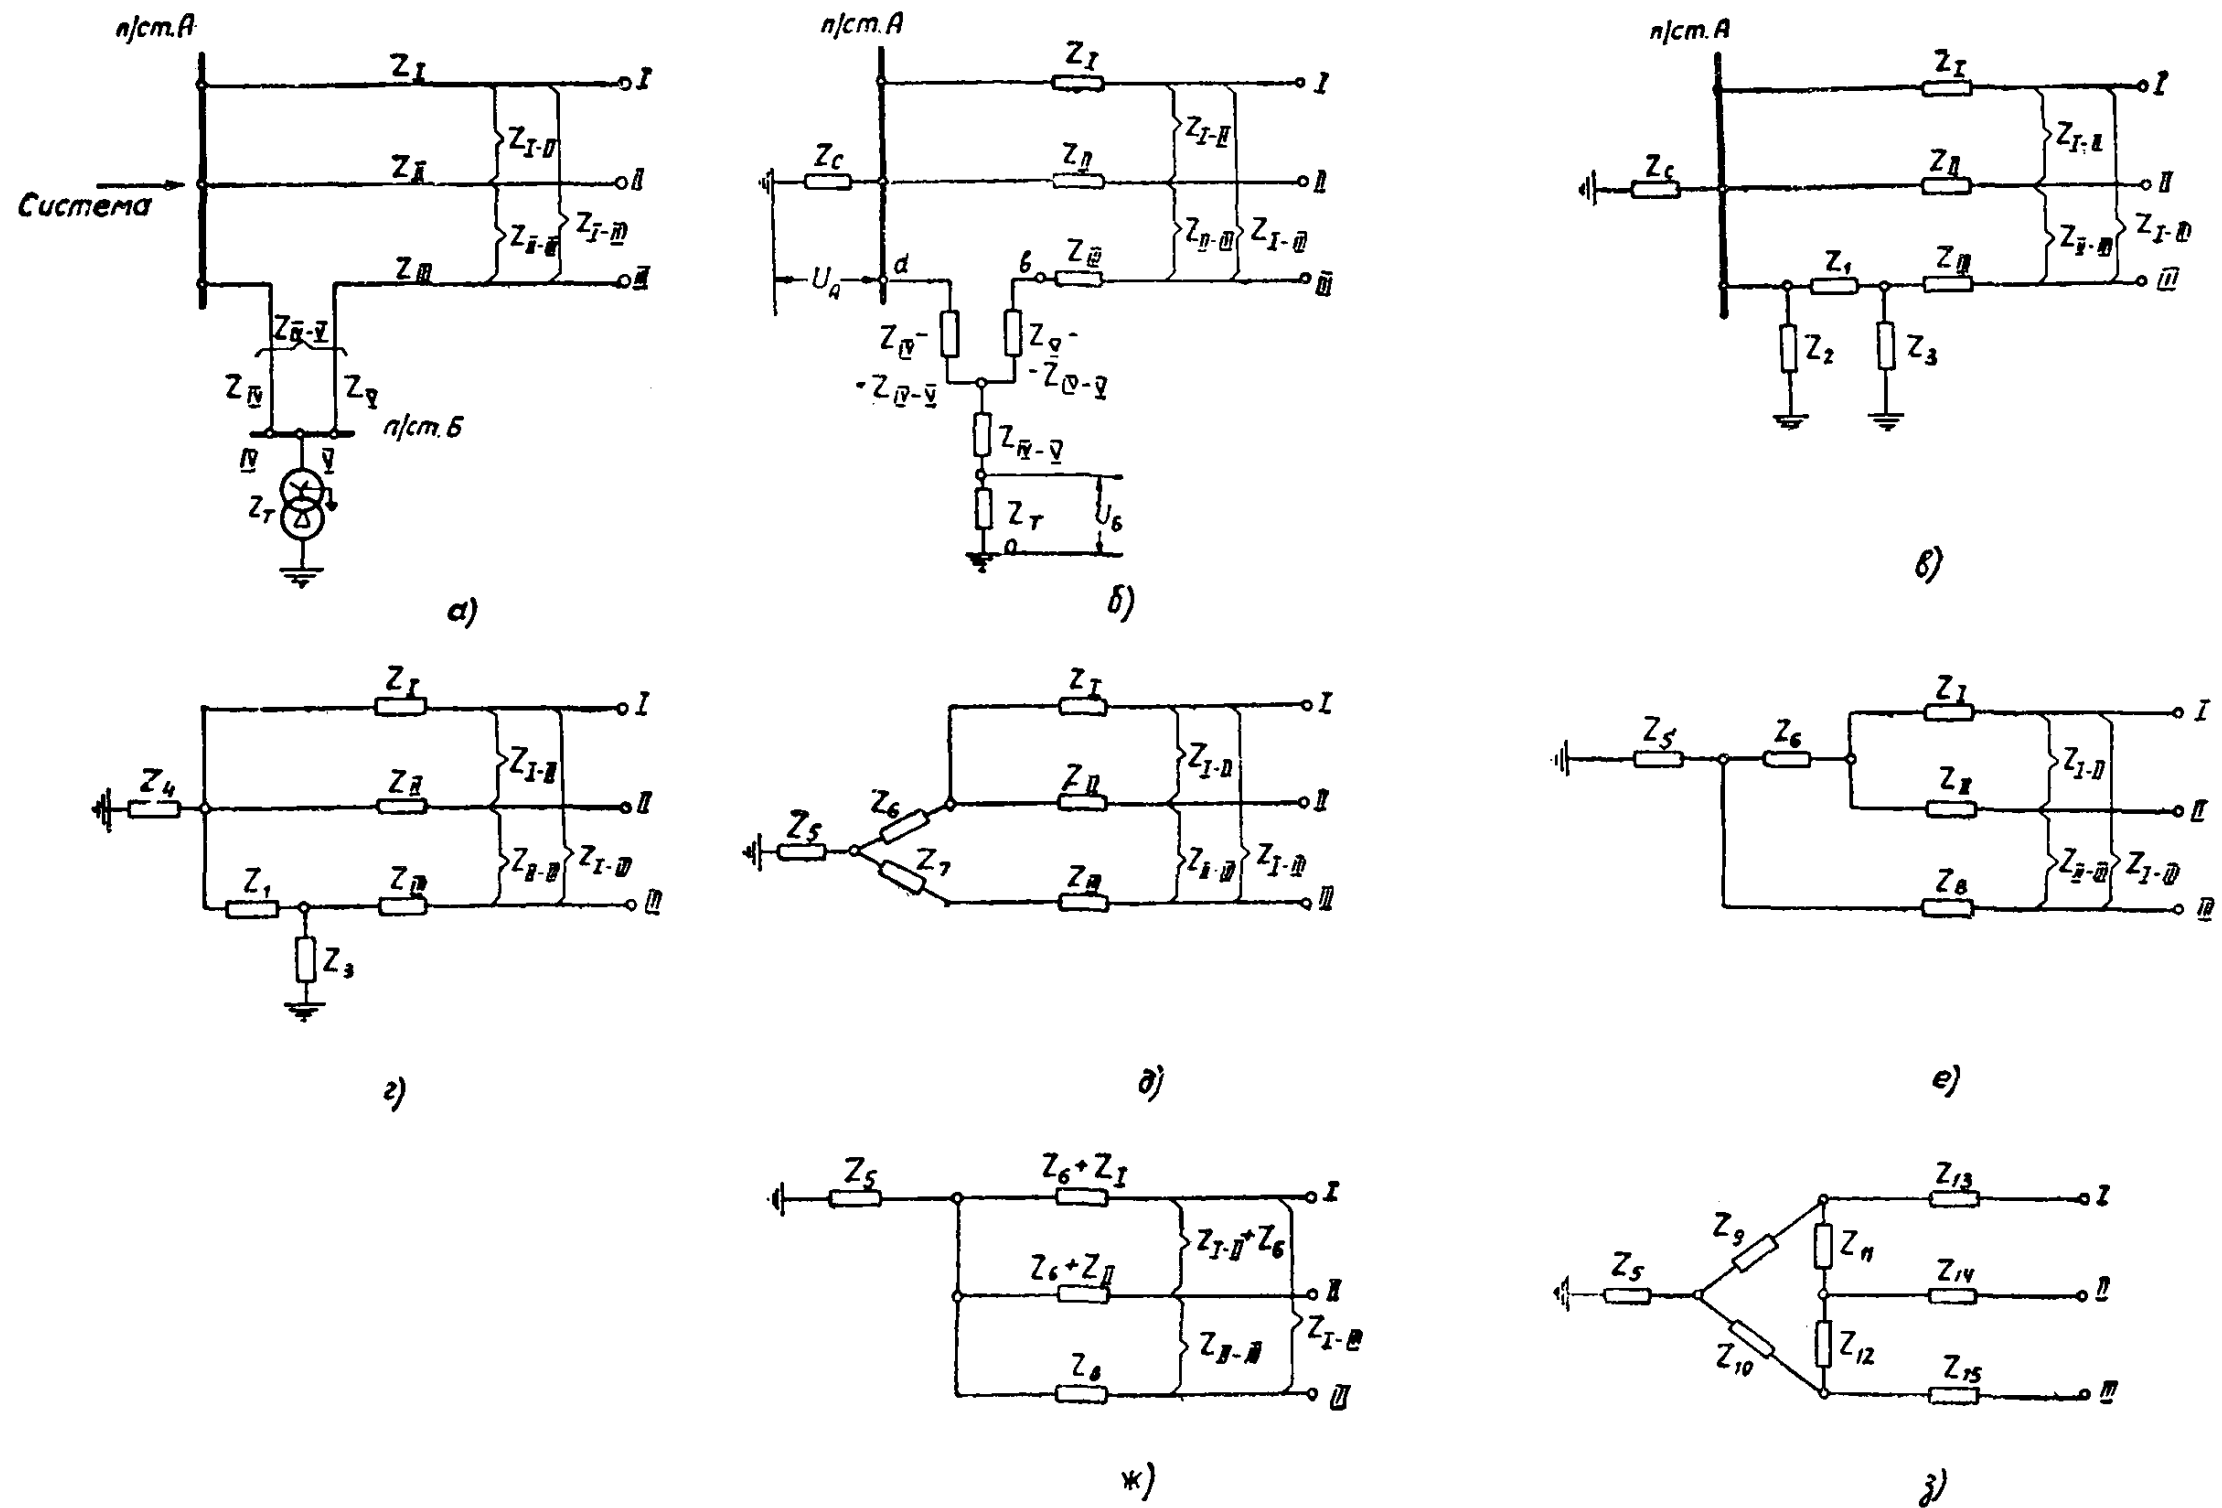 п/ст.А
Z_I
I
Z_I-II
Z_II
II
Система
Z_II-III
Z_I-III
Z_III
III
Z_IV-V
Z_IV
Z_V
п/ст.Б
IV
V
Z_T
а)
п/ст.А
Z_I
I
Z_I-II
Z_C
Z_II
II
Z_II-III
Z_I-III
Z_III
III
U_A
a
в
Z_IV -
- Z_IV-V
Z_V -
- Z_IV-V
Z_IV-V
Z_T
U_Б
0
б)
п/ст.А
Z_I
I
Z_I-II
Z_C
Z_II
II
Z_II-III
Z_I-III
Z_1
Z_III
III
Z_2
Z_3
в)
Z_I
I
Z_I-II
Z_4
Z_II
II
Z_II-III
Z_I-III
Z_1
Z_III
III
Z_3
г)
Z_I
I
Z_I-II
Z_6
Z_II
II
Z_5
Z_7
Z_II-III
Z_I-III
Z_III
III
д)
Z_I
I
Z_5
Z_6
Z_I-II
Z_II
II
Z_II-III
Z_I-III
Z_8
III
е)
Z_5
Z_6+Z_I
I
Z_I-II+Z_6
Z_6+Z_II
II
Z_II-III
Z_I-III
Z_8
III
ж)
Z_13
I
Z_9
Z_11
Z_5
Z_14
II
Z_10
Z_12
Z_15
III
з)